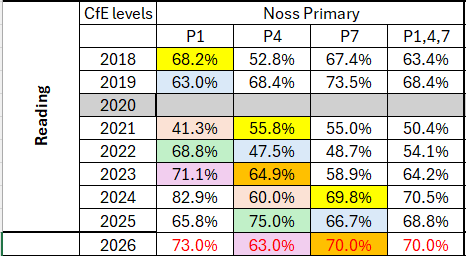 CfE levels Noss Primary
P1 P4 P7 P1,4,7
Reading
2018 68.2% 52.8% 67.4% 63.4%
2019 63.0% 68.4% 73.5% 68.4%
2020
2021 41.3% 55.8% 55.0% 50.4%
2022 68.8% 47.5% 48.7% 54.1%
2023 71.1% 64.9% 58.9% 64.2%
2024 82.9% 60.0% 69.8% 70.5%
2025 65.8% 75.0% 66.7% 68.8%
2026 73.0% 63.0% 70.0% 70.0%